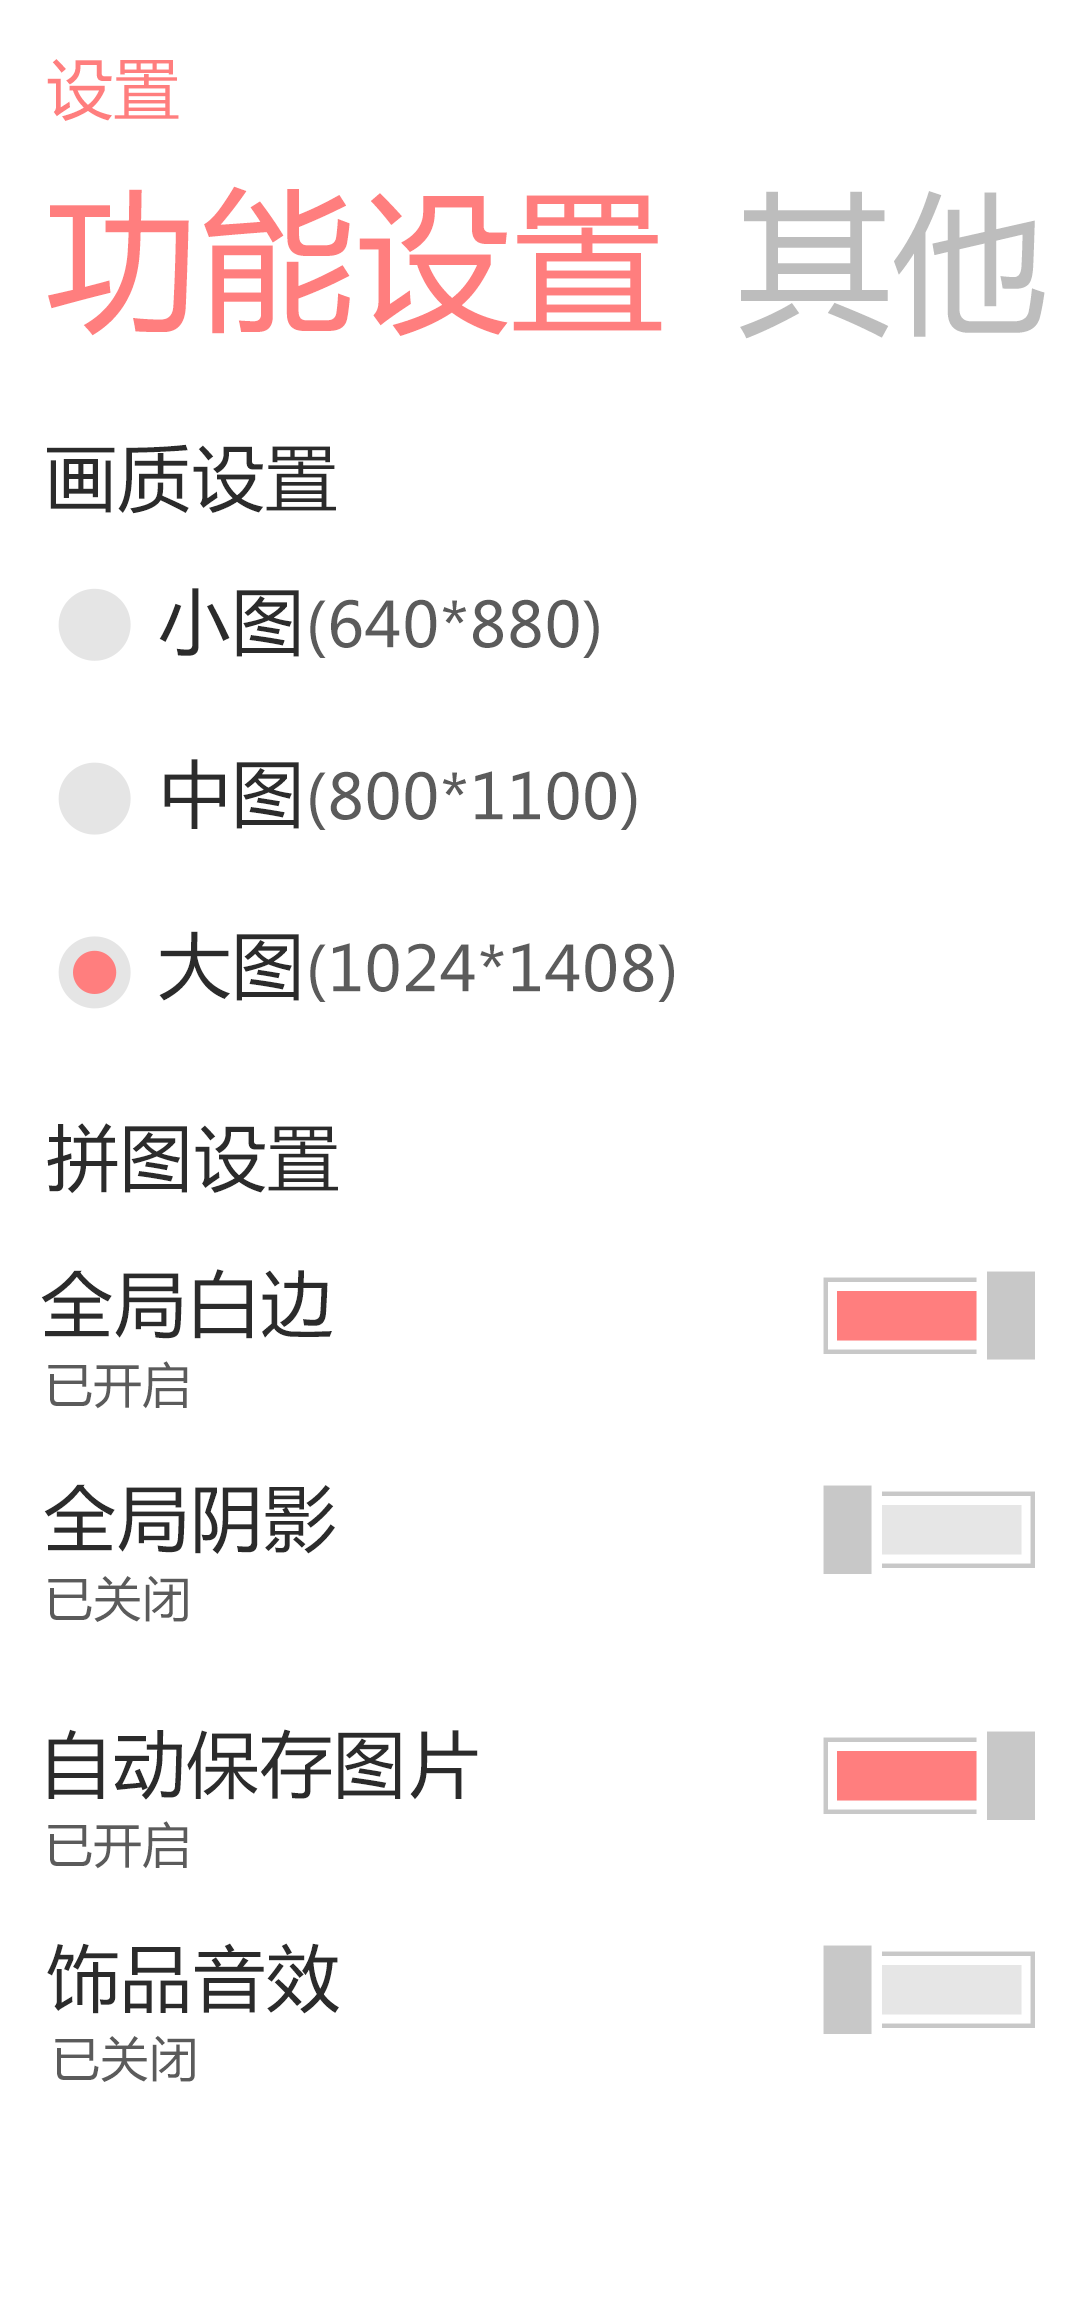 设置
功能设置 其他
画质设置
小图(640*880)
中图(800*1100)
大图(1024*1408)
拼图设置
全局白边
已开启
全局阴影
已关闭
自动保存图片
已开启
饰品音效
已关闭